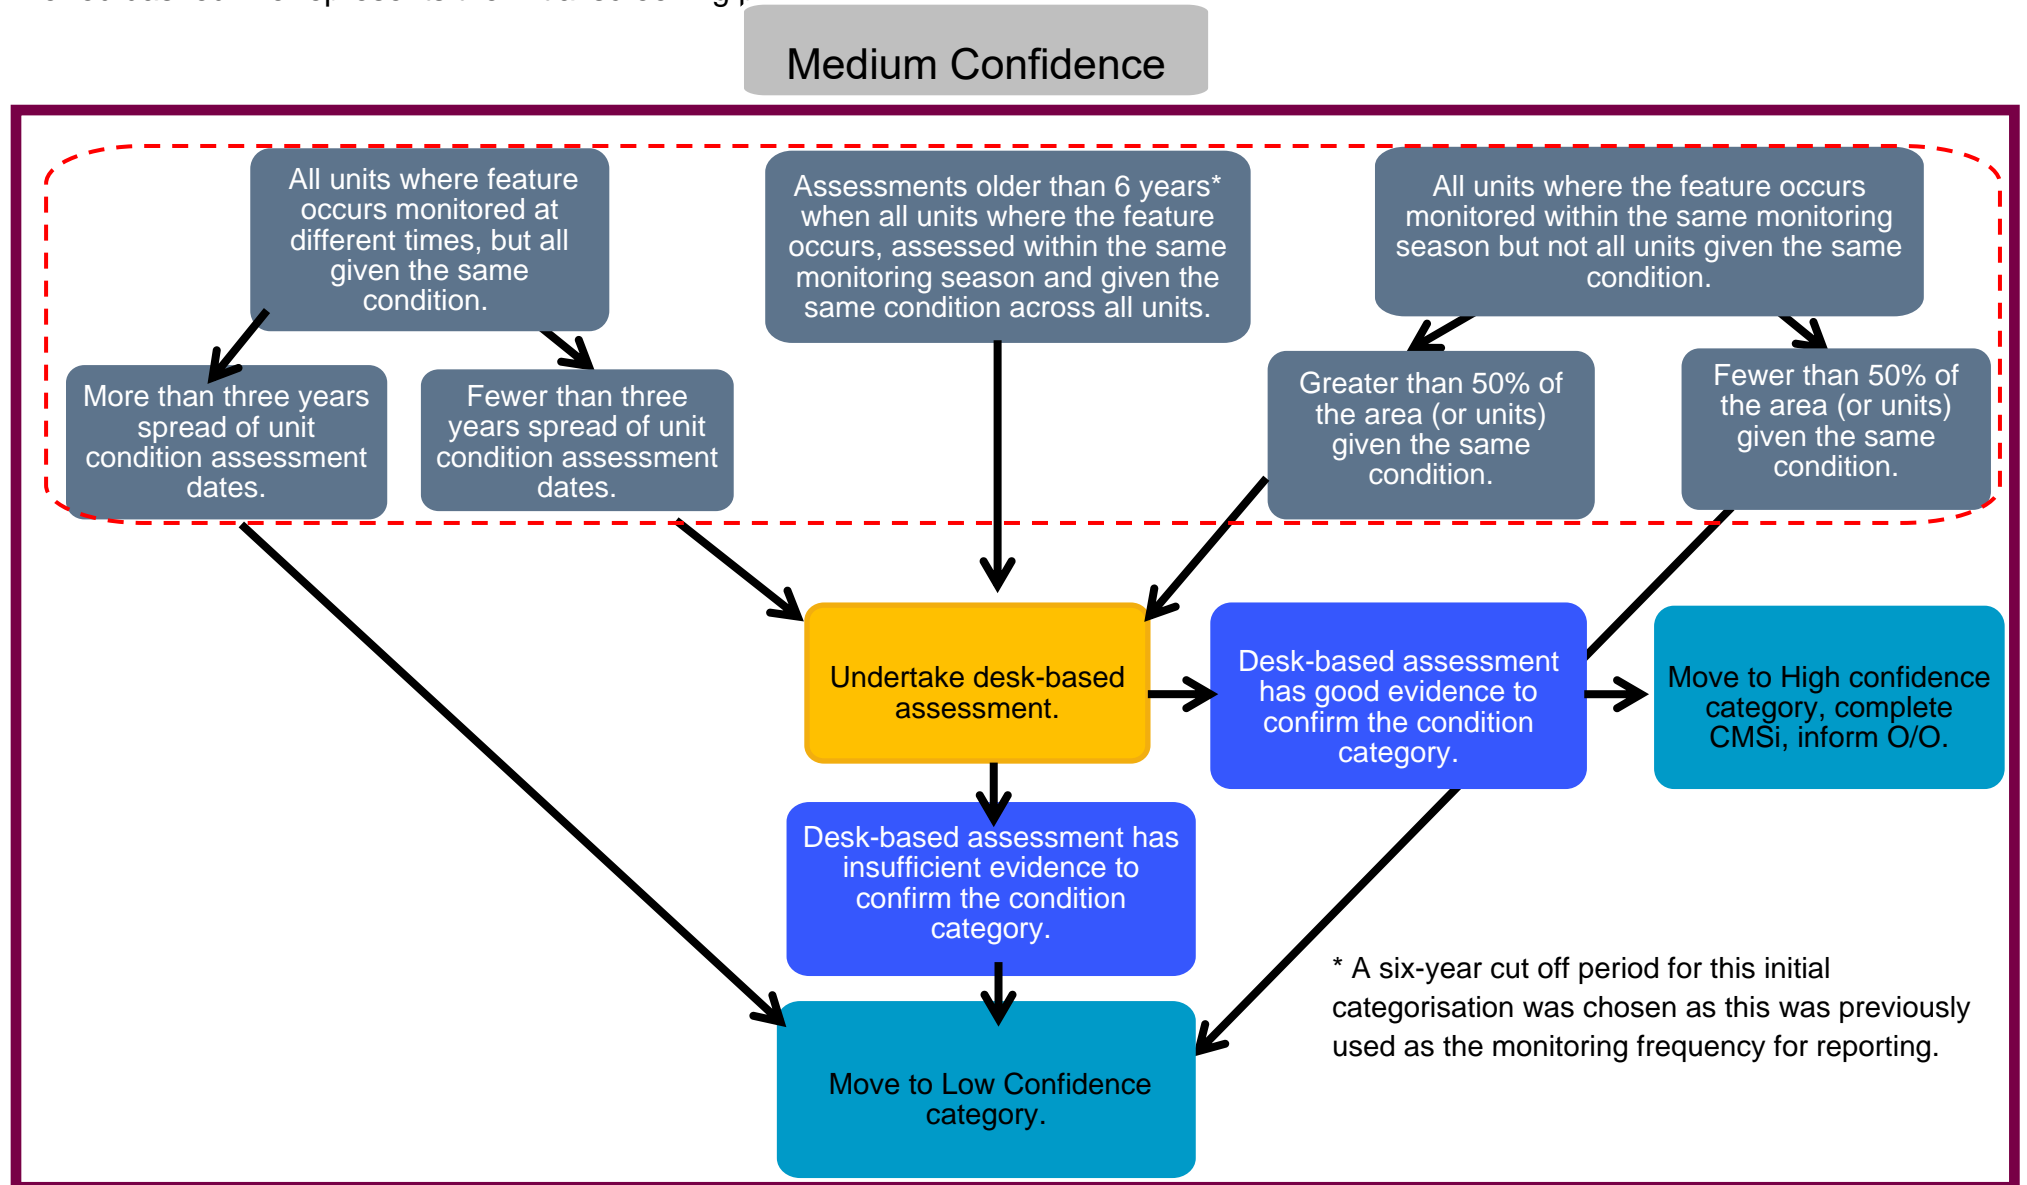 Medium Confidence
All units where feature
occurs monitored at
different times, but all
given the same
condition.
Assessments older than 6 years*
when all units where the feature
occurs, assessed within the same
monitoring season and given the
same condition across all units.
All units where the feature occurs
monitored within the same monitoring
season but not all units given the same
condition.
More than three years
spread of unit
condition assessment
dates.
Fewer than three
years spread of unit
condition assessment
dates.
Greater than 50% of
the area (or units)
given the same
condition.
Fewer than 50% of
the area (or units)
given the same
condition.
Undertake desk-based
assessment.
Desk-based assessment
has good evidence to
confirm the condition
category.
Move to High confidence
category, complete
CMSi, inform O/O.
Desk-based assessment has
insufficient evidence to
confirm the condition
category.
* A six-year cut off period for this initial
categorisation was chosen as this was previously
used as the monitoring frequency for reporting.
Move to Low Confidence
category.